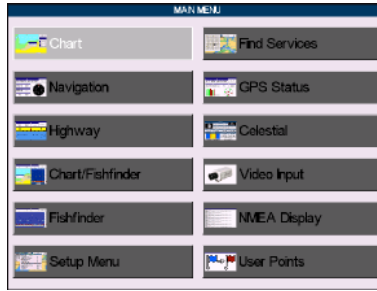 MAIN MENU
Chart
Find Services
Navigation
GPS Status
Highway
Celestial
Chart/Fishfinder
Video Input
Fishfinder
NMEA Display
Setup Menu
User Points